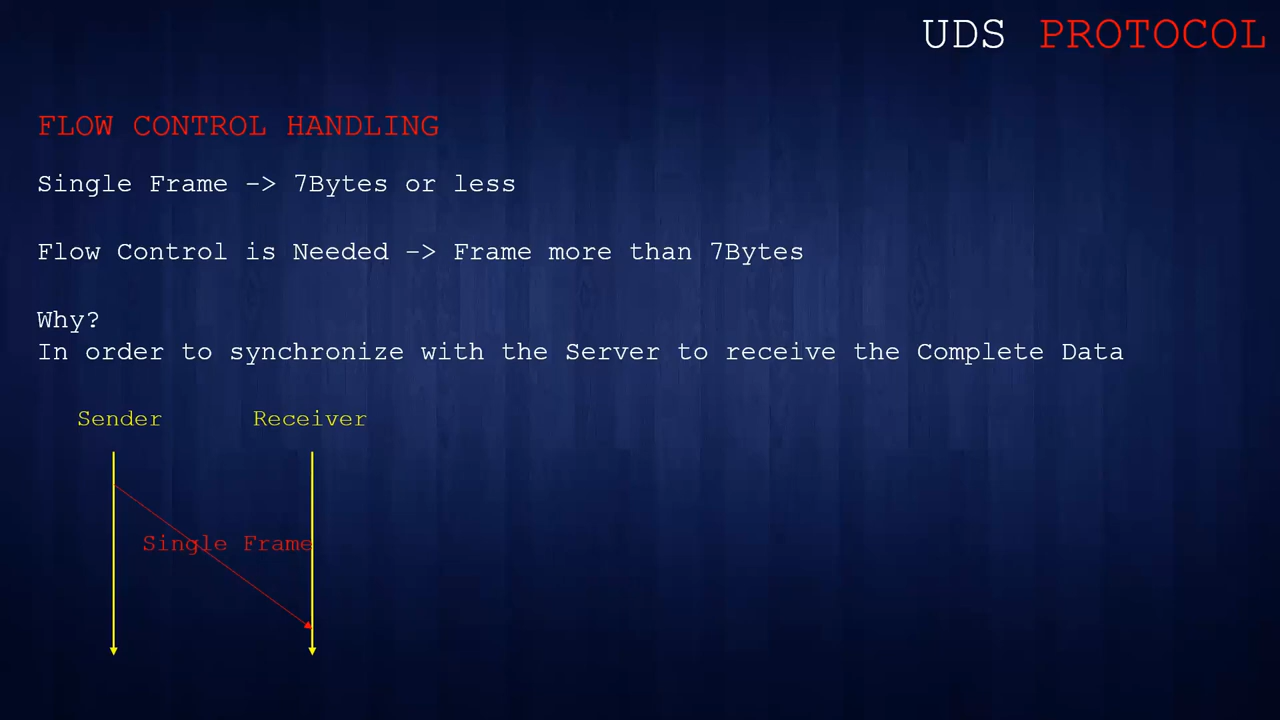 UDS PROTOCOL
FLOW CONTROL HANDLING
Single Frame -> 7Bytes or less
Flow Control is Needed -> Frame more than 7Bytes
Why?
In order to synchronize with the Server to receive the Complete Data
Sender Receiver
Single Frame